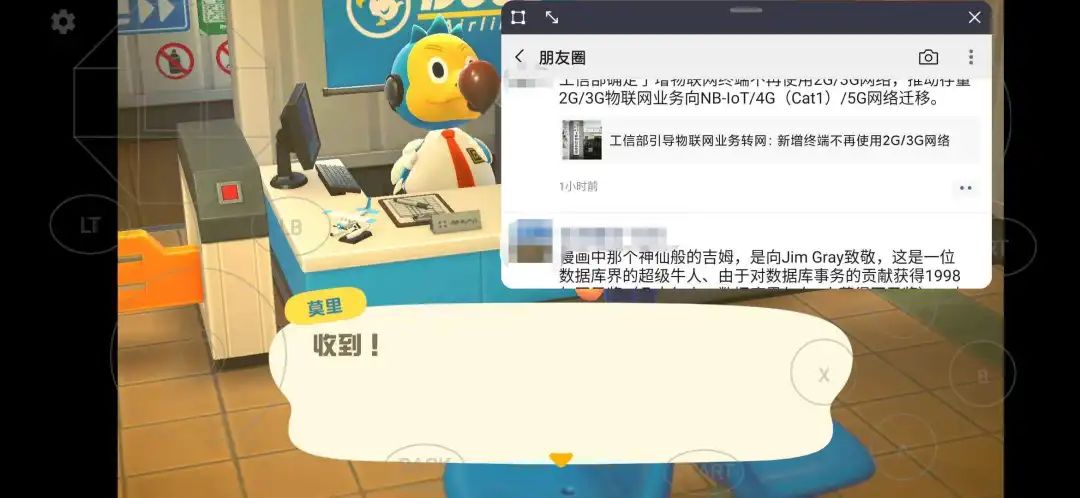 朋友圈
工信部确定了增物联网终端不再使用2G/3G网络，推动存量
2G/3G物联网业务向NB-IoT/4G（Cat1）/5G网络迁移。
工信部引导物联网业务转网：新增终端不再使用2G/3G网络
1小时前
漫画中那个神仙般的吉姆，是向Jim Gray致敬，这是一位
数据库界的超级牛人、由于对数据库事务的贡献获得1998
LT
LB
RT
莫里
收到！
X
B
BACK
START